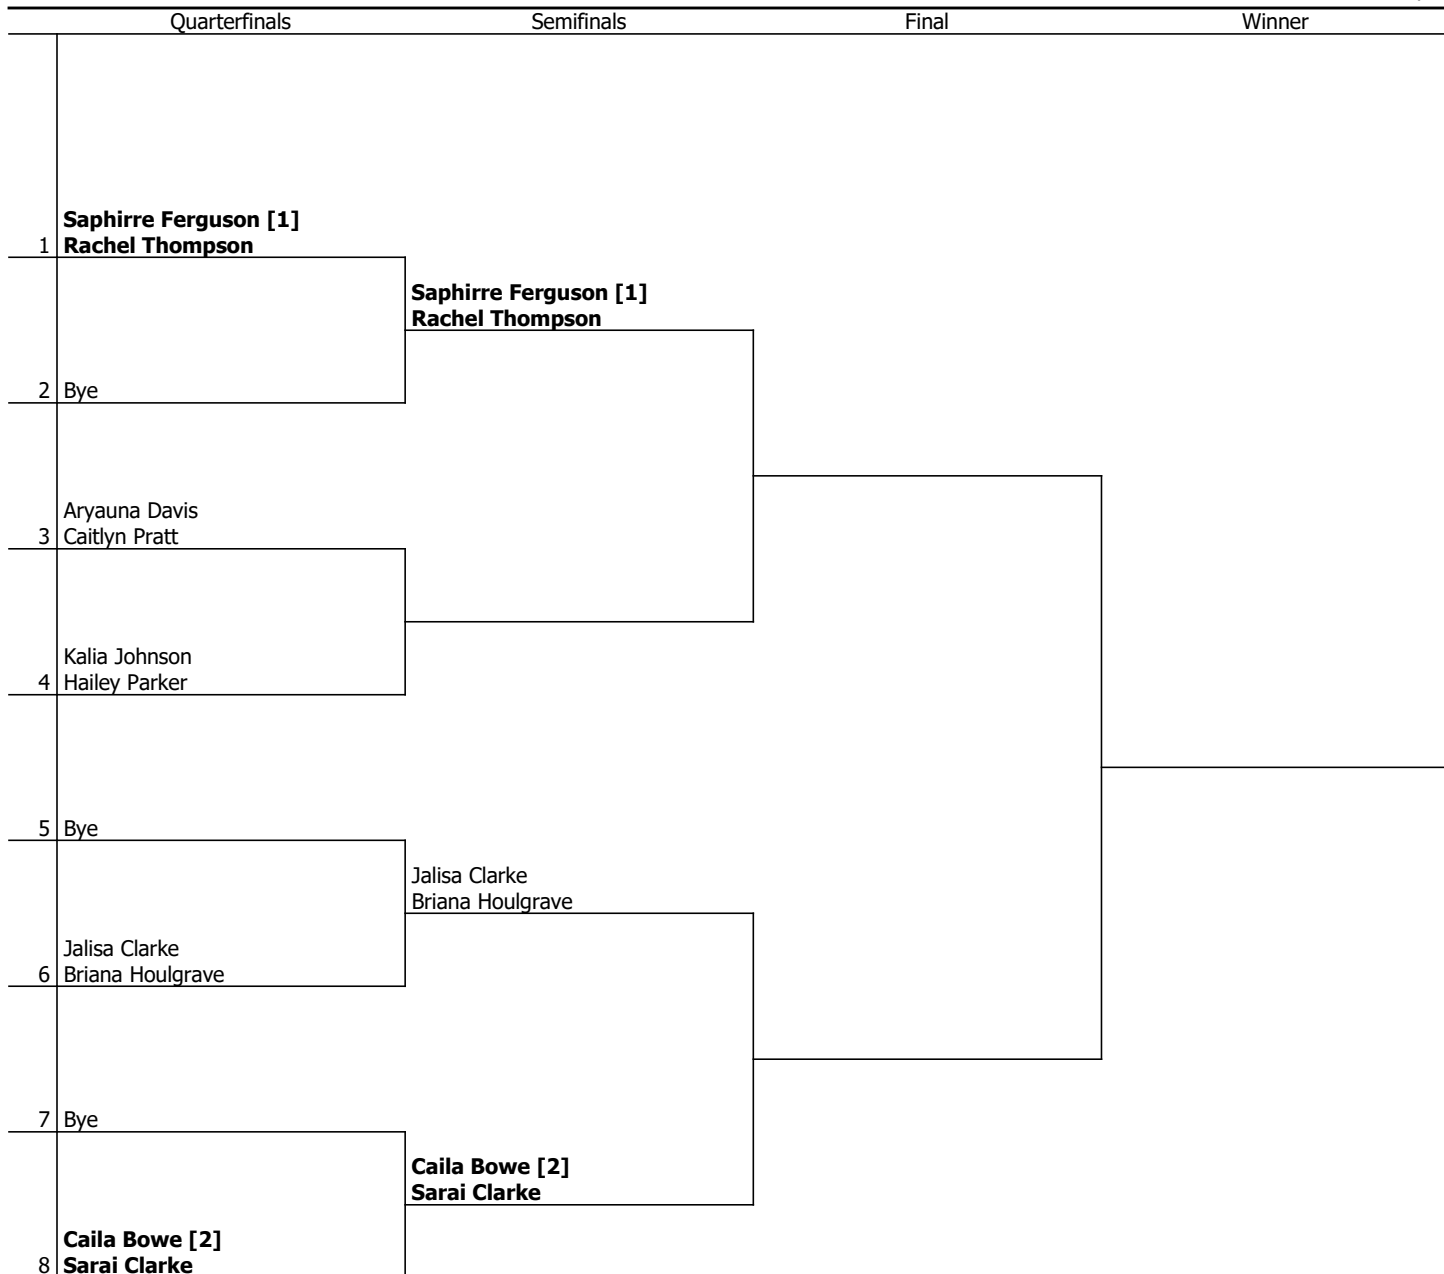 Quarterfinals Semifinals Final Winner
Saphirre Ferguson [1]
1 Rachel Thompson
Saphirre Ferguson [1]
Rachel Thompson
2 Bye
Aryauna Davis
3 Caitlyn Pratt
Kalia Johnson
4 Hailey Parker
5 Bye
Jalisa Clarke
Briana Houlgrave
Jalisa Clarke
6 Briana Houlgrave
7 Bye
Caila Bowe [2]
Sarai Clarke
Caila Bowe [2]
8 Sarai Clarke